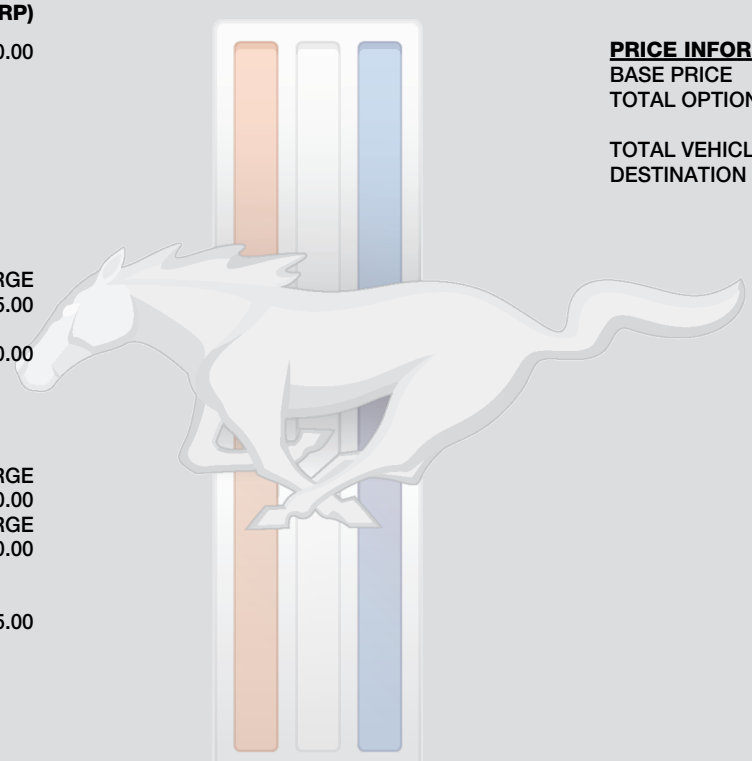 RP)
0.00
RGE
5.00
0.00
RGE
0.00
RGE
0.00
5.00
PRICE INFOR
BASE PRICE
TOTAL OPTION
TOTAL VEHICL
DESTINATION